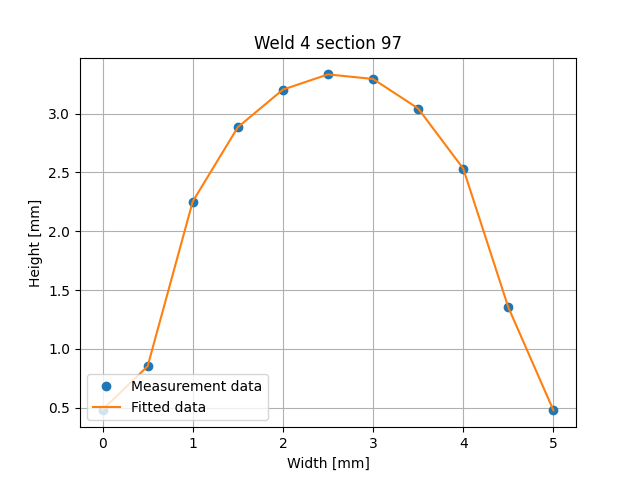 Weld 4 section 97
Height [mm]
3.0
2.5
2.0
1.5
1.0
0.5
Measurement data
Fitted data
0 1 2 3 4 5
Width [mm]